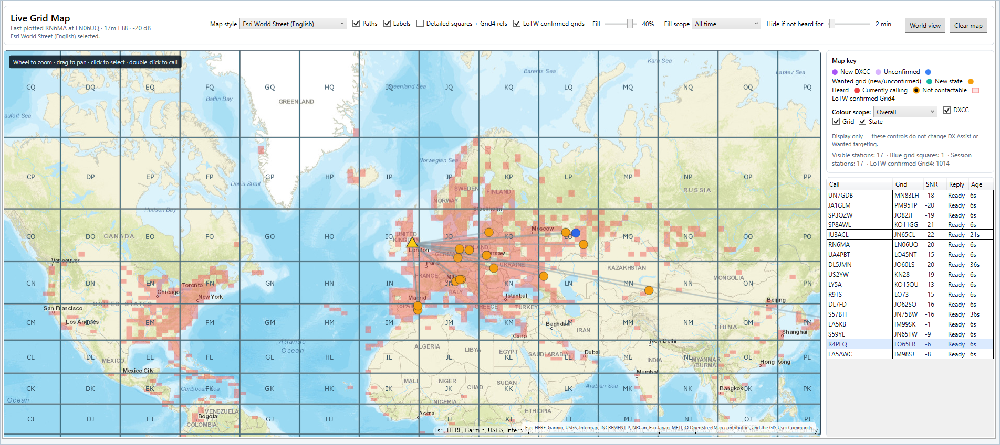 Live Grid Map
Last plotted RN6MA at LN06UQ · 17m FT8 · -20 dB
Esri World Street (English) selected.
Map style Esri World Street (English) Paths Labels Detailed squares + Grid4 refs LoTW confirmed grids Fill 40% Fill scope All time Hide if not heard for 2 min World view Clear map
Wheel to zoom · drag to pan · click to select · double-click to call
Kara Sea
Barents Sea
Laptev Sea
CQ DQ EQ FQ GQ HQ IQ JQ KQ LQ MQ NQ OQ PQ
Greenland Sea
Baffin Bay
GREENLAND
aufort Sea
Norwegian Sea
CP DP EP FP GP HP IP JP KP LP MP NP OP PP
Davis Strait
SWEDEN
FINLAND
RUSSIA
NORWAY
Hudson Bay
Stockholm
Moscow
UNITED
KINGDOM
CO DO CANADA EO FO GO HO IO JO KO LO MO NO OO PO
London
GERMA
LAND
arsaw
Vancouver
Paris
UKRAINE
KAZAKHSTAN
FRANCE
MONGOLIA
Mil
CN DN EN FN GN HN IN JN KN LN MN NN ON PN
Toronto
Chicago
ITALY
New York
Madrid
Istanbul
Beijing
UNITED STATES
SPAIN
GREECE
TURKEY
San Francisco
Los Angeles
CM DM EM FM GM HM IM JM KM LM MM NM OM PM
Baghdad
IRAN
CHINA
Shanghai
Cairo
Atlantic
Ocean
New Delhi
ALGERIA
LIBYA
EGYPT
SAUDI ARABIA
Dubai
CL DL EL FL GL HL IL JL KL LL ML NL OL PL
MÉXICO
INDIA
MYANMAR
(BURMA)
Hong Kong
Mexico City
Mumbai
MALI
NIGER
CHAD
SUDAN
Arabian Sea
CK DK EK FK GK HK IK JK KK LK MK NK OK PK
Caribbean Sea
Bangkok
Ocean
NIGERIA
VENEZUELA
ETHIOPIA
Accra
Bogota
COLOMBIA
CJ DJ EJ FJ GJ HJ IJ JJ KJ LJ MJ NJ OJ PJ
Esri, HERE, Garmin, USGS, Interm
Esri, HERE, Garmin, USGS, Intermap, INCREMENT P, NRCan, Esri Japan, METI, © OpenStreetMap contributors, and the GIS User Community
Map key
New DXCC Unconfirmed
Wanted grid (new/unconfirmed) New state
Heard Currently calling Not contactable
LoTW confirmed Grid4
Colour scope: Overall DXCC
Grid State
Display only — these controls do not change DX Assist or
Wanted targeting.
Visible stations: 17 · Blue grid squares: 1 · Session
stations: 17 · LoTW confirmed Grid4: 1014
Call Grid SNR Reply Age
UN7GDB MN83LH -18 Ready 6s
JA1GLM PM95TP -20 Ready 6s
SP3OZW JO82JI -19 Ready 6s
SP8AWL KO11GG -21 Ready 6s
IU3ACL JN65CL -22 Ready 21s
RN6MA LN06UQ -20 Ready 6s
UA4PBT LO45NT -15 Ready 6s
DL5JMN JO60LS -20 Ready 36s
US2YW KN28 -19 Ready 6s
LY5A KO15QU -13 Ready 6s
R9TS LO73 -15 Ready 6s
DL7FD JO62SO -16 Ready 6s
S57BTI JN75BW -16 Ready 36s
EA5KB IM99SK -1 Ready 6s
S59YL JN65TW -9 Ready 6s
R4PEQ LO65FR -6 Ready 6s
EA5AWC IM98SJ -8 Ready 6s